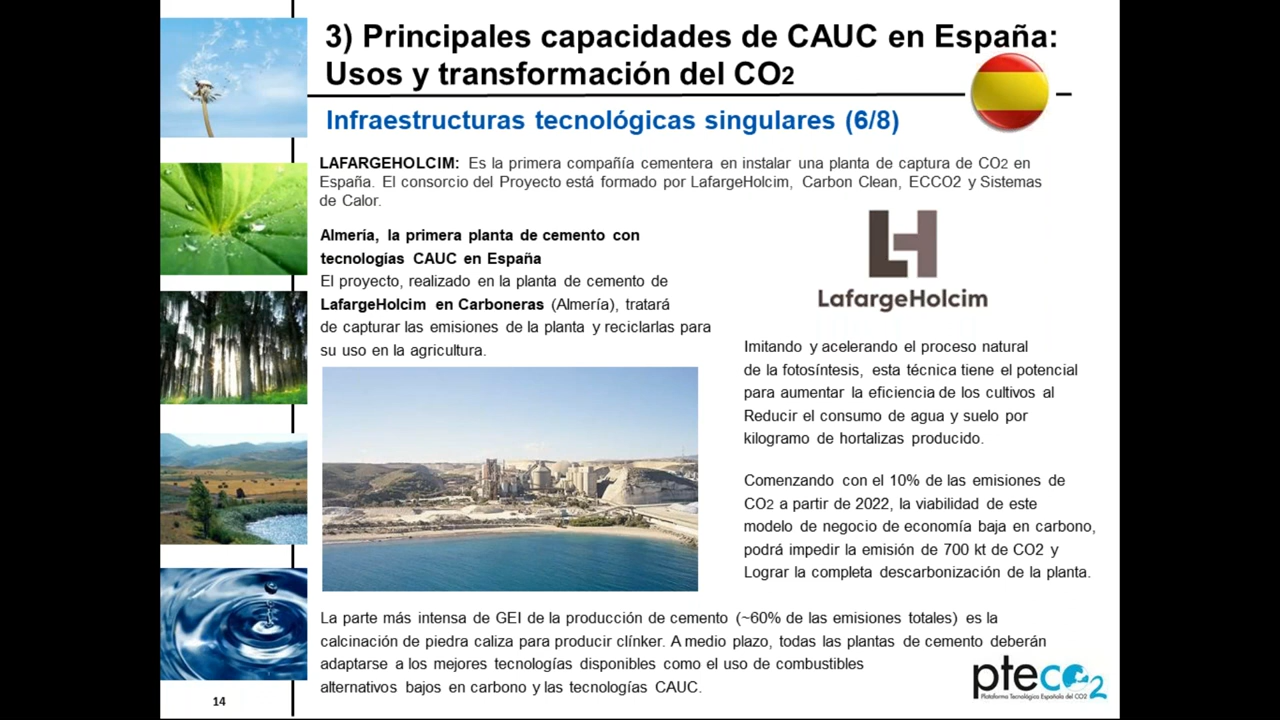 3) Principales capacidades de CAUC en España:
Usos y transformación del CO2
Infraestructuras tecnológicas singulares (6/8)
LAFARGEHOLCIM: Es la primera compañía cementera en instalar una planta de captura de CO2 en
España. El consorcio del Proyecto está formado por LafargeHolcim, Carbon Clean, ECCO2 y Sistemas
de Calor.
Almería, la primera planta de cemento con
tecnologías CAUC en España
El proyecto, realizado en la planta de cemento de
LafargeHolcim en Carboneras (Almería), tratará
de capturar las emisiones de la planta y reciclarlas para
su uso en la agricultura.
LH
LafargeHolcim
Imitando y acelerando el proceso natural
de la fotosíntesis, esta técnica tiene el potencial
para aumentar la eficiencia de los cultivos al
Reducir el consumo de agua y suelo por
kilogramo de hortalizas producido.
Comenzando con el 10% de las emisiones de
CO2 a partir de 2022, la viabilidad de este
modelo de negocio de economía baja en carbono,
podrá impedir la emisión de 700 kt de CO2 y
Lograr la completa descarbonización de la planta.
La parte más intensa de GEI de la producción de cemento (~60% de las emisiones totales) es la
calcinación de piedra caliza para producir clínker. A medio plazo, todas las plantas de cemento deberán
adaptarse a los mejores tecnologías disponibles como el uso de combustibles
alternativos bajos en carbono y las tecnologías CAUC.
pteco2
Plataforma Tecnológica Española del CO2
14